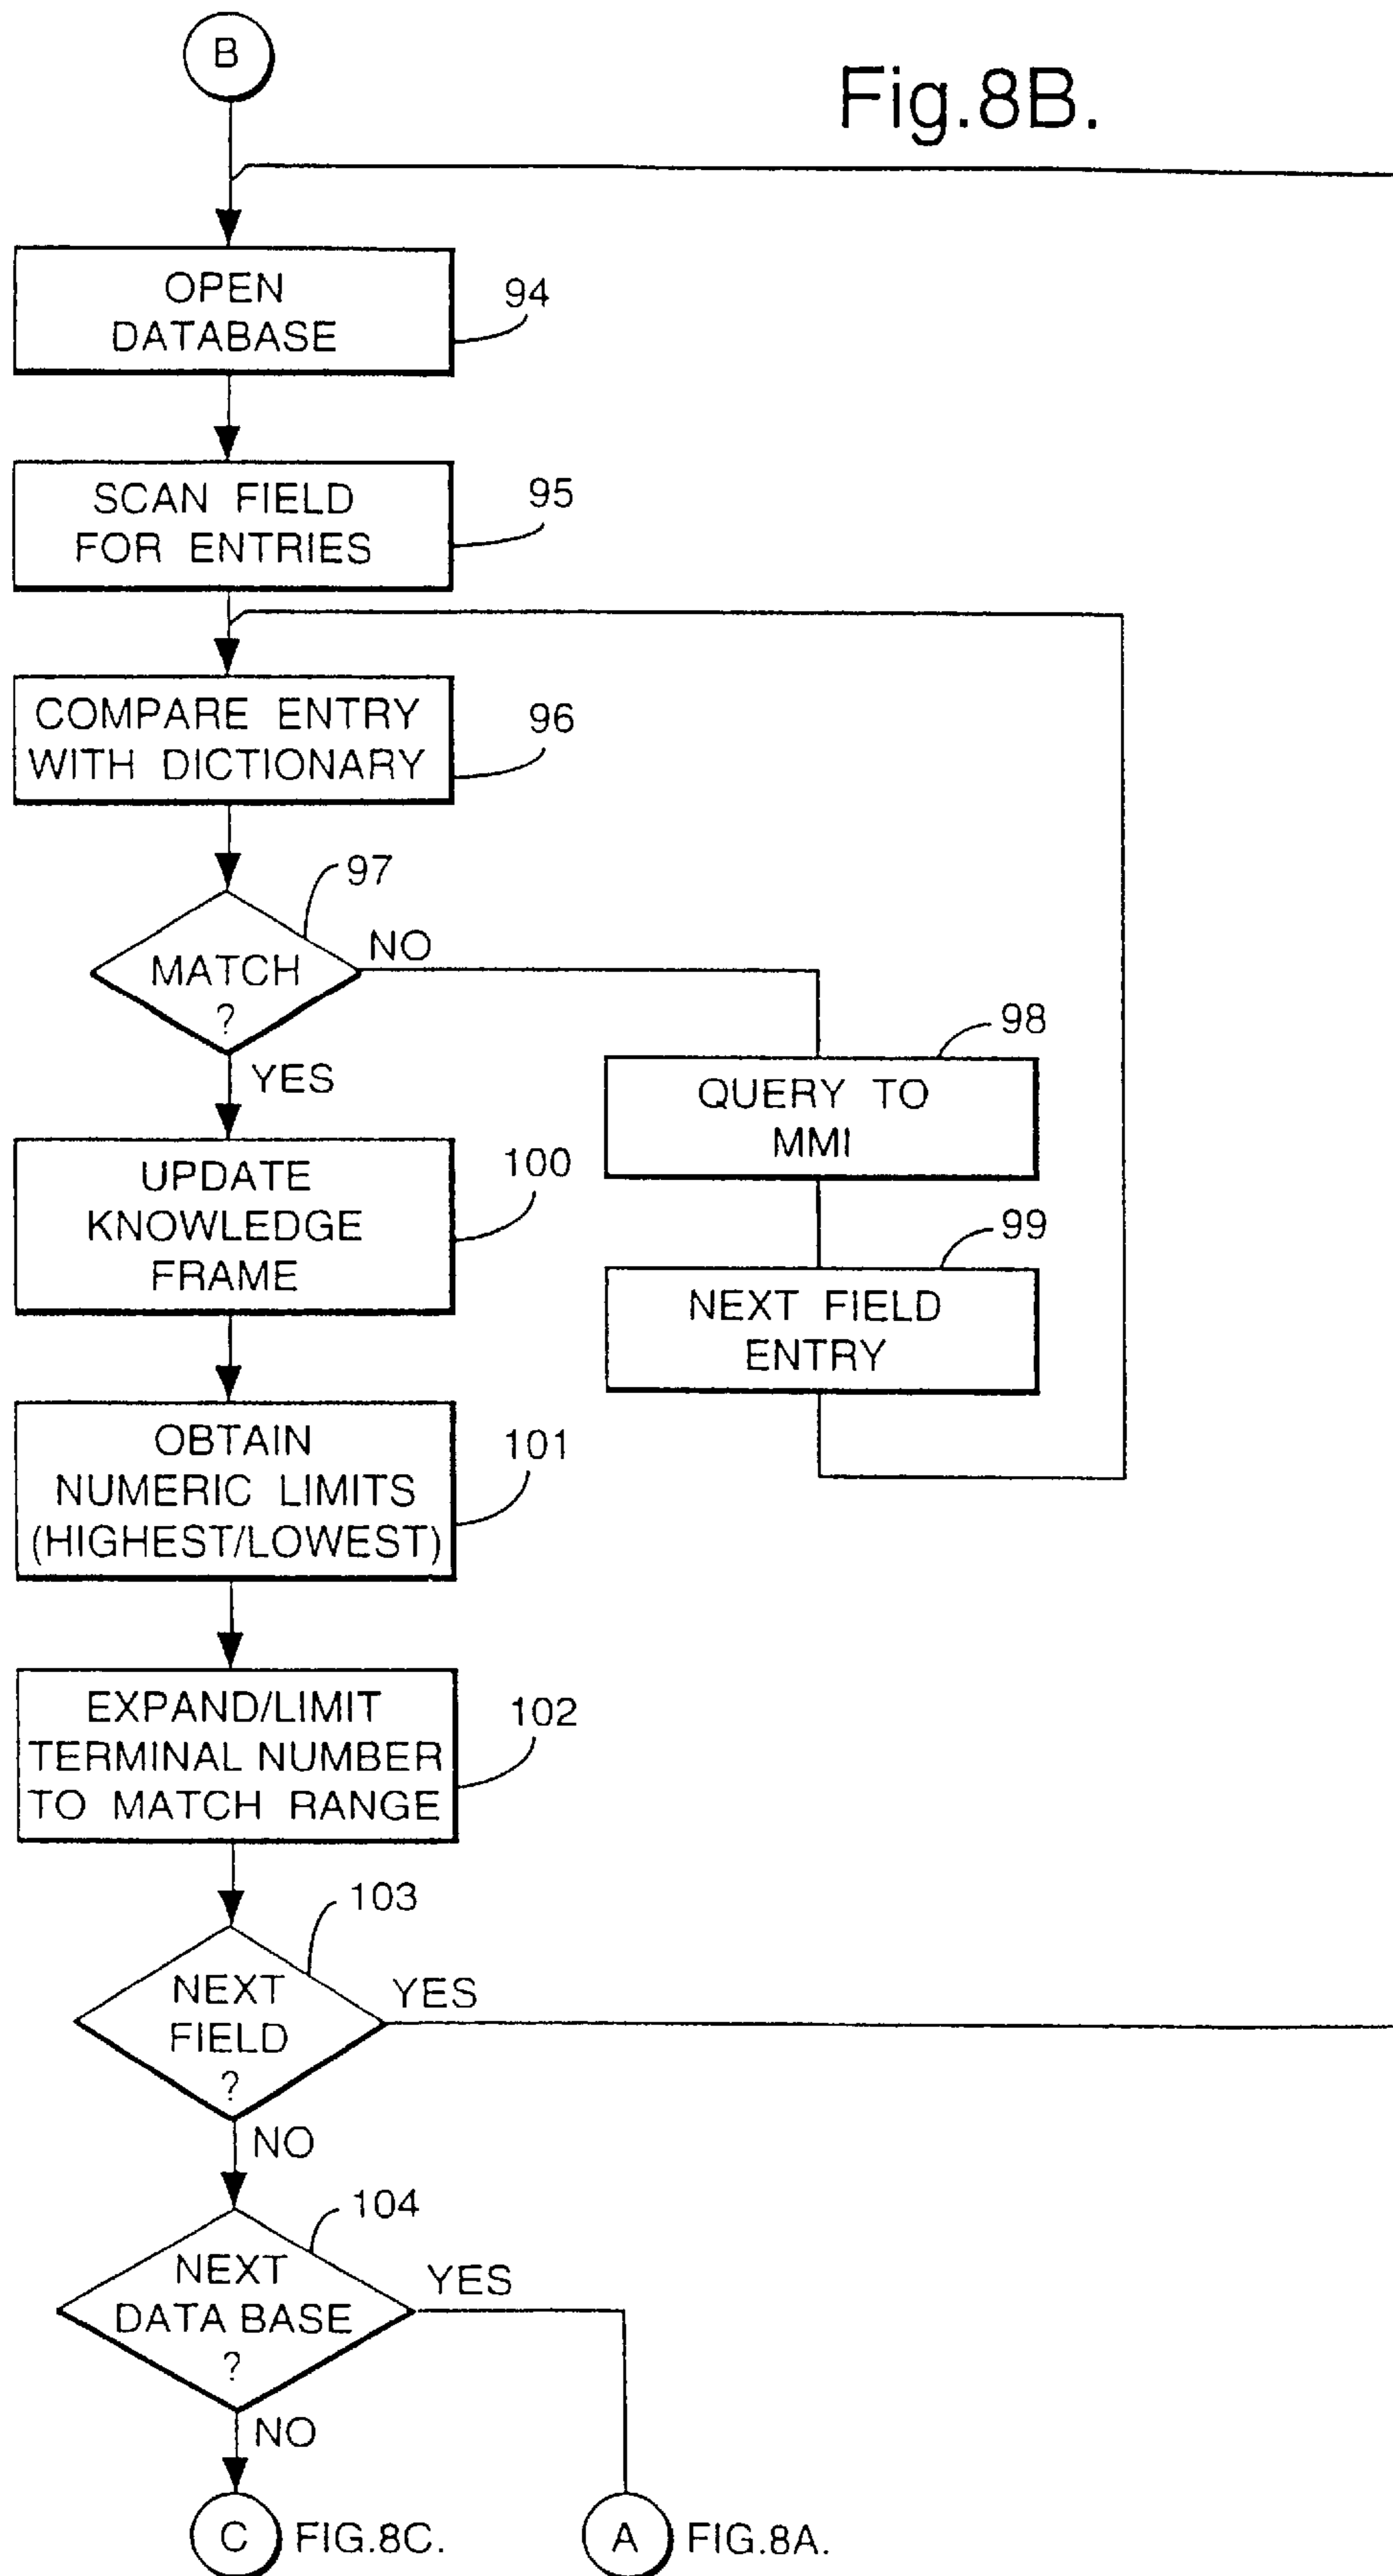 B
Fig.8B.
OPEN
DATABASE
94
SCAN FIELD
FOR ENTRIES
95
COMPARE ENTRY
WITH DICTIONARY
96
97
MATCH
?
NO
YES
98
QUERY TO
MMI
99
NEXT FIELD
ENTRY
UPDATE
KNOWLEDGE
FRAME
100
OBTAIN
NUMERIC LIMITS
(HIGHEST/LOWEST)
101
EXPAND/LIMIT
TERMINAL NUMBER
TO MATCH RANGE
102
103
NEXT
FIELD
?
YES
NO
104
NEXT
DATA BASE
?
YES
NO
C FIG.8C.
A FIG.8A.